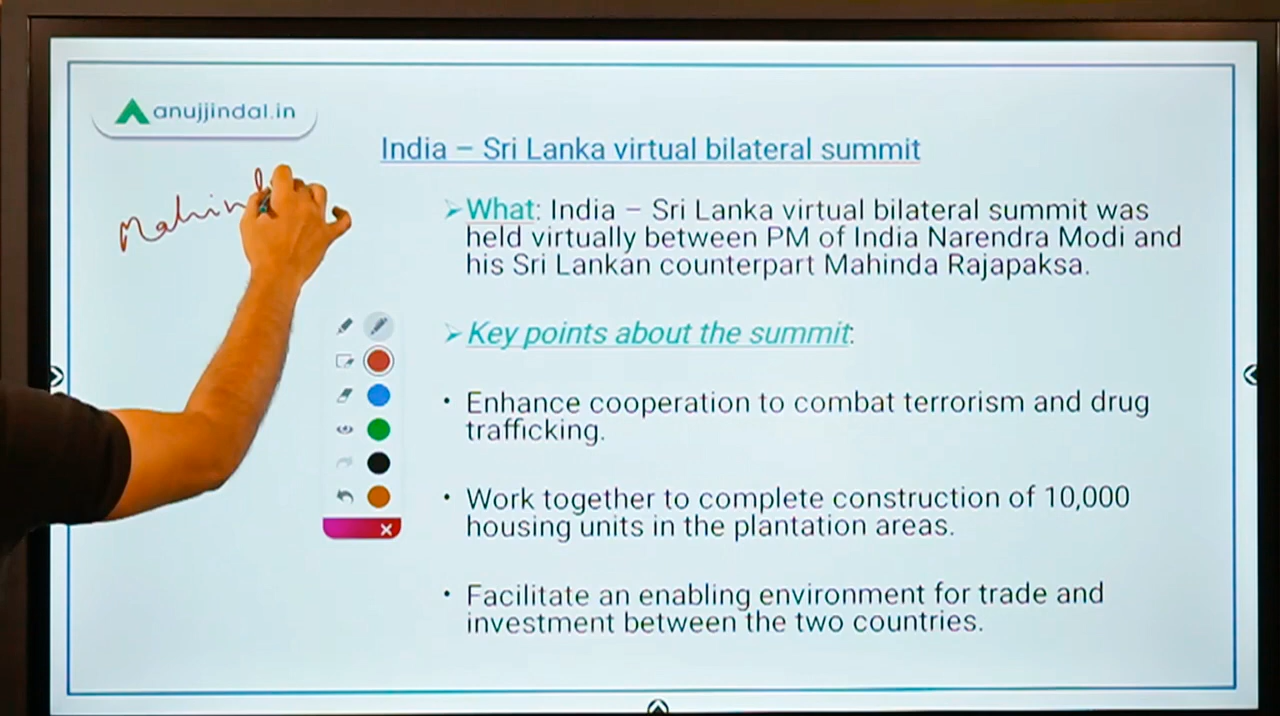 anujjindal.in
India – Sri Lanka virtual bilateral summit
Mahind
➢What: India – Sri Lanka virtual bilateral summit was
held virtually between PM of India Narendra Modi and
his Sri Lankan counterpart Mahinda Rajapaksa.
➢Key points about the summit:
• Enhance cooperation to combat terrorism and drug
trafficking.
• Work together to complete construction of 10,000
housing units in the plantation areas.
• Facilitate an enabling environment for trade and
investment between the two countries.